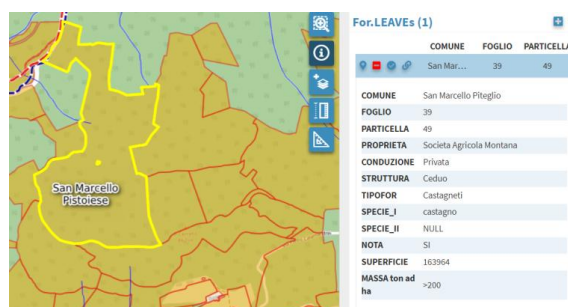 For.LEAVEs (1)
COMUNE FOGLIO PARTICELLA
San Mar... 39 49
COMUNE San Marcello Piteglio
FOGLIO 39
PARTICELLA 49
PROPRIETA Societa Agricola Montana
CONDUZIONE Privata
STRUTTURA Ceduo
TIPOFOR Castagneti
SPECIE_I castagno
SPECIE_II NULL
NOTA SI
SUPERFICIE 163964
MASSA ton ad
ha >200
San Marcello
Pistoiese